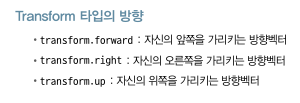 Transform 타입의 방향
• transform.forward : 자신의 앞쪽을 가리키는 방향벡터
• transform.right : 자신의 오른쪽을 가리키는 방향벡터
• transform.up : 자신의 위쪽을 가리키는 방향벡터